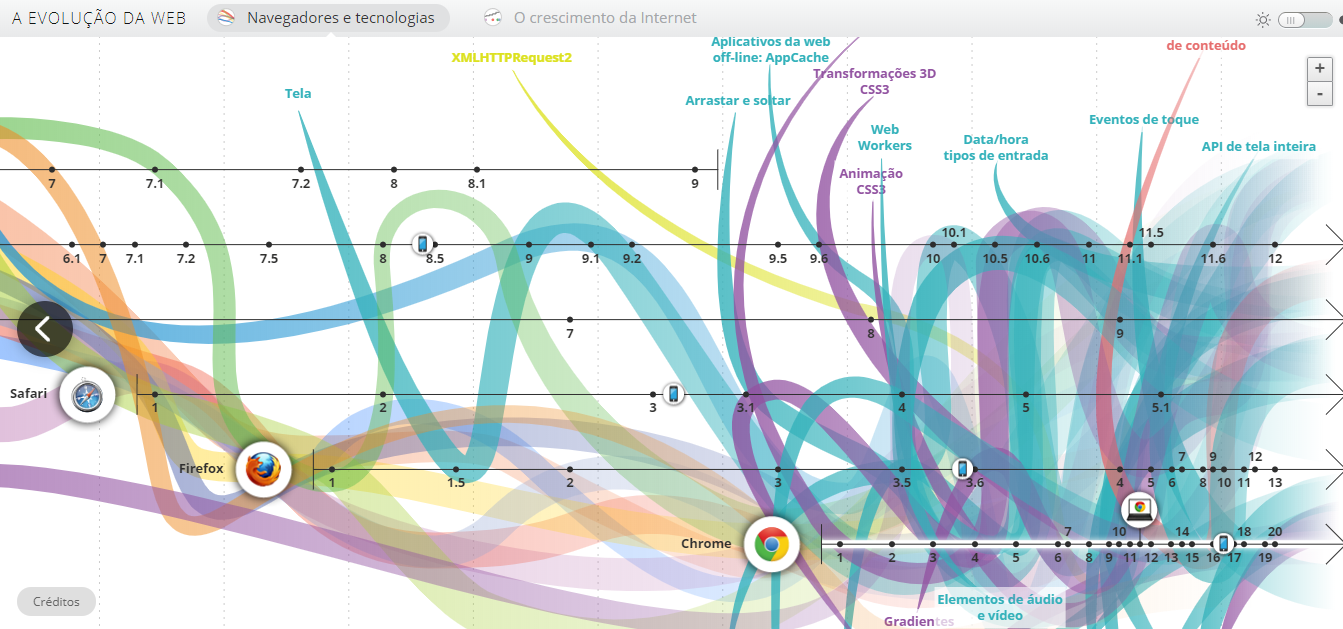 A EVOLUÇÃO DA WEB
Navegadores e tecnologias
O crescimento da Internet
+
-
XMLHTTPRequest2
Aplicativos da web
off-line: AppCache
de conteúdo
Transformações 3D
CSS3
Tela
Arrastar e soltar
Eventos de toque
Web
Workers
Data/hora
tipos de entrada
API de tela inteira
Animação
CSS3
7 7.1 7.2 8 8.1 9
10.1 11.5
6.1 7 7.1 7.2 7.5 8 8.5 9 9.1 9.2 9.5 9.6 10 10.5 10.6 11 11.1 11.6 12
7 8 9
Safari
1 2 3 3.1 4 5 5.1
7 9 12
Firefox
1 1.5 2 3 3.5 3.6 4 5 6 8 10 11 13
7 10 14 18 20
Chrome
1 2 3 4 5 6 8 9 11 12 13 15 16 17 19
Elementos de áudio
e vídeo
Gradientes
Créditos